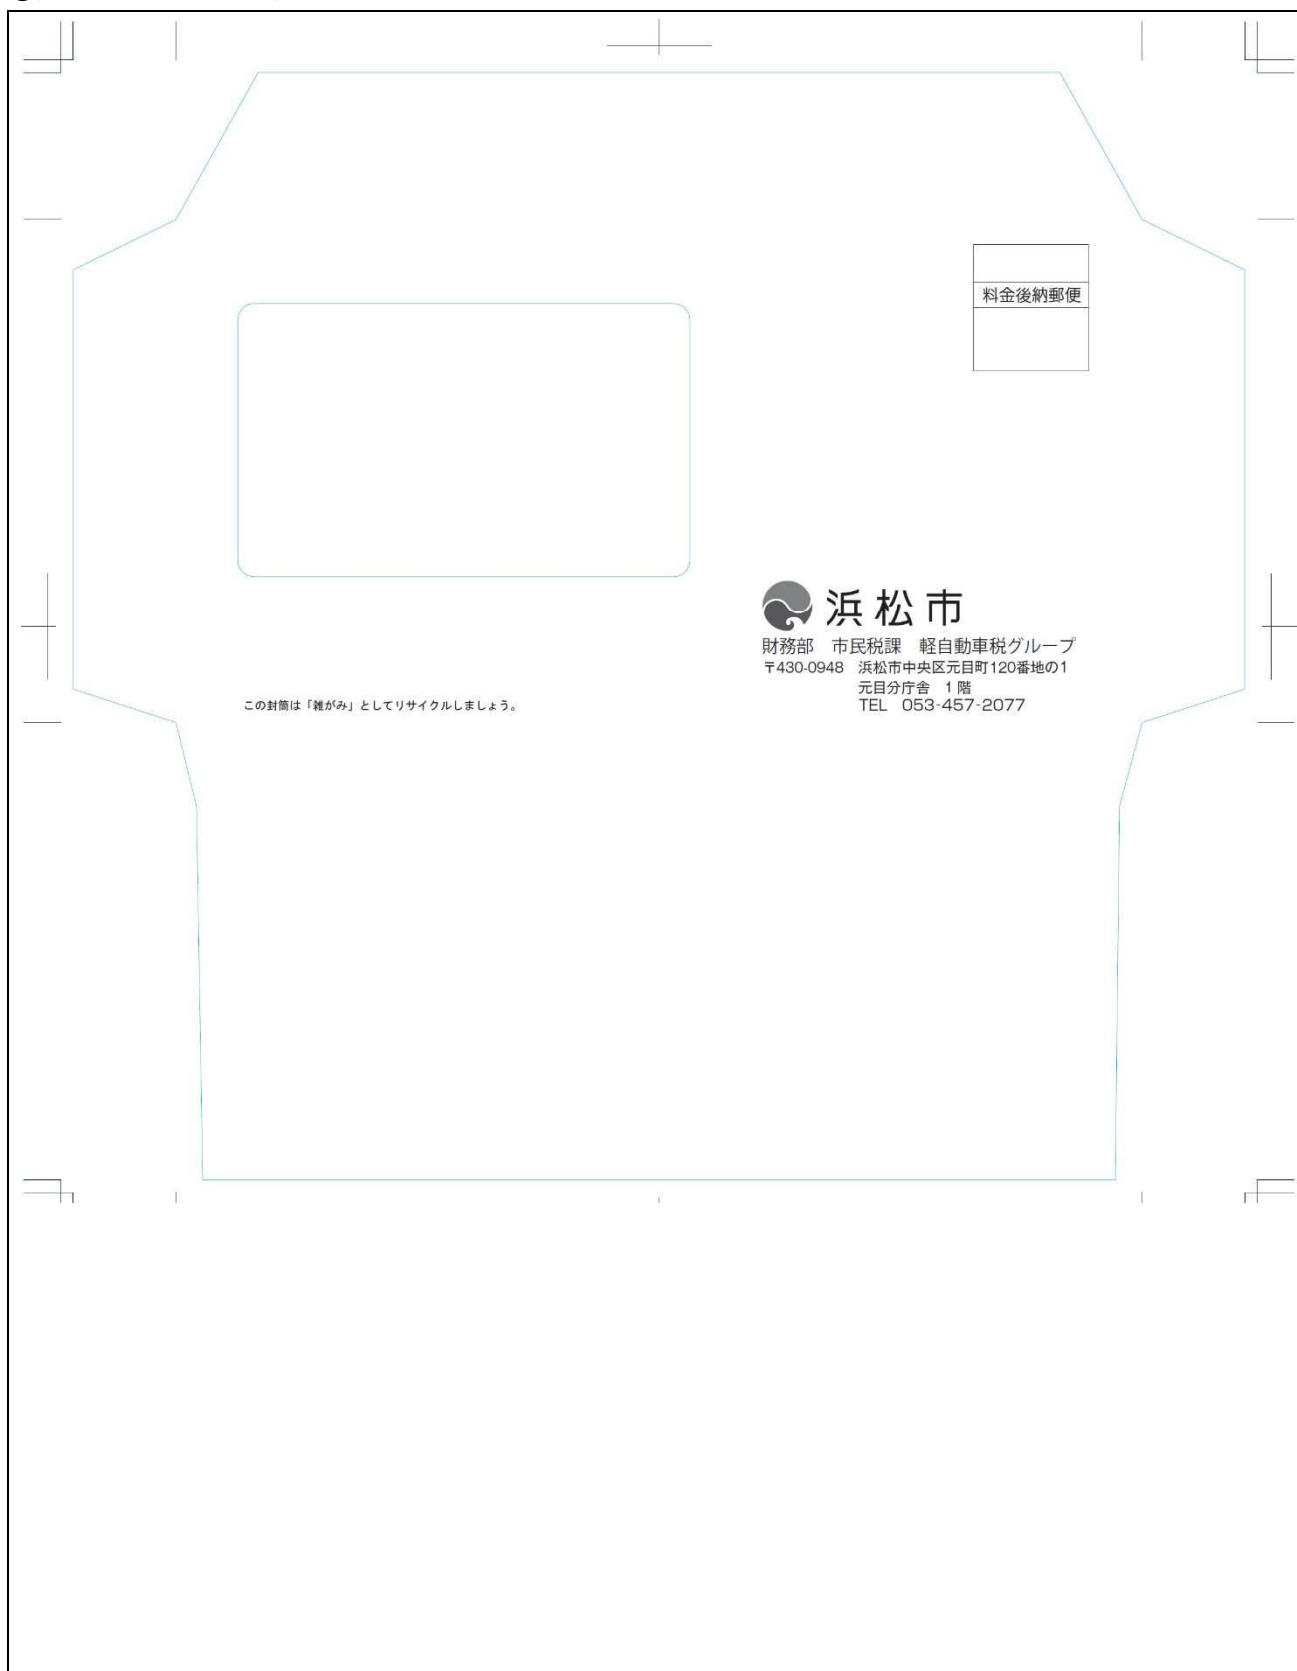 料金後納郵便
浜松市
財務部　市民税課　軽自動車税グループ
〒430-0948　浜松市中央区元目町120番地の1
元目分庁舎　1階
TEL　053-457-2077
この封筒は「雑がみ」としてリサイクルしましょう。